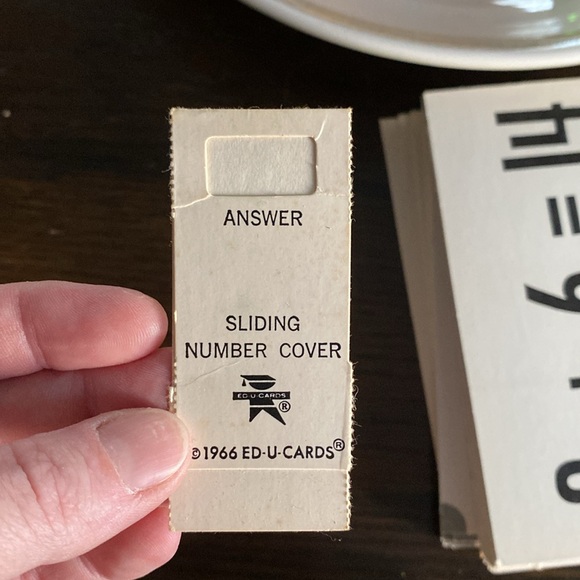 ANSWER
SLIDING
NUMBER COVER
ED-U-CARDS®
©1966 ED-U-CARDS®